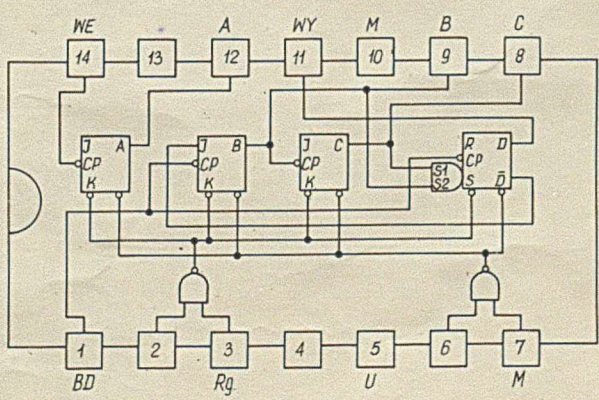 WE A WY M B C
14 13 12 11 10 9 8
J A J B J C R D
CP CP CP CP
S1
K K K S2 S D̅
1 2 3 4 5 6 7
BD Rg U M